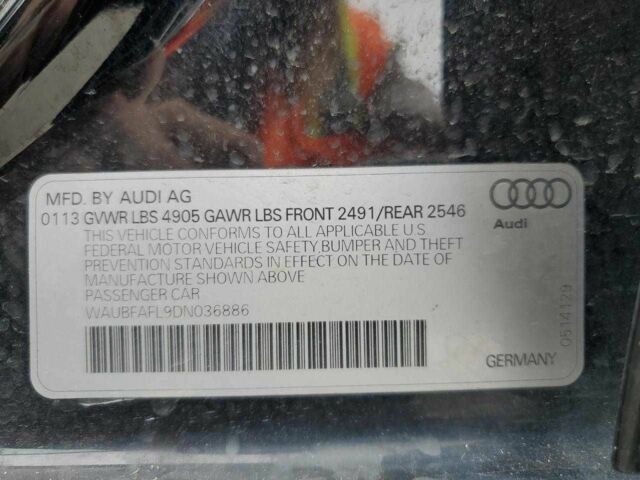 MFD. BY AUDI AG
0113 GVWR LBS 4905 GAWR LBS FRONT 2491/REAR 2546
THIS VEHICLE CONFORMS TO ALL APPLICABLE U.S
FEDERAL MOTOR VEHICLE SAFETY, BUMPER AND THEFT
PREVENTION STANDARDS IN EFFECT ON THE DATE OF
MANUFACTURE SHOWN ABOVE
PASSENGER CAR
WAUBFAFL9DN036886
Audi
GERMANY
0514129